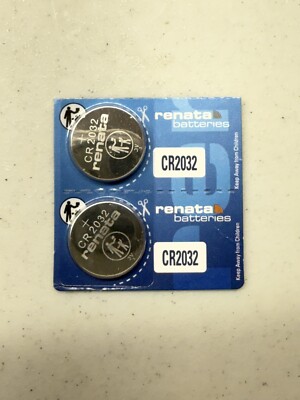 CR 2032
renata
renata
batteries
CR2032
Keep Away from Children
CR 2032
renata
renata
batteries
CR2032
Keep Away from Children